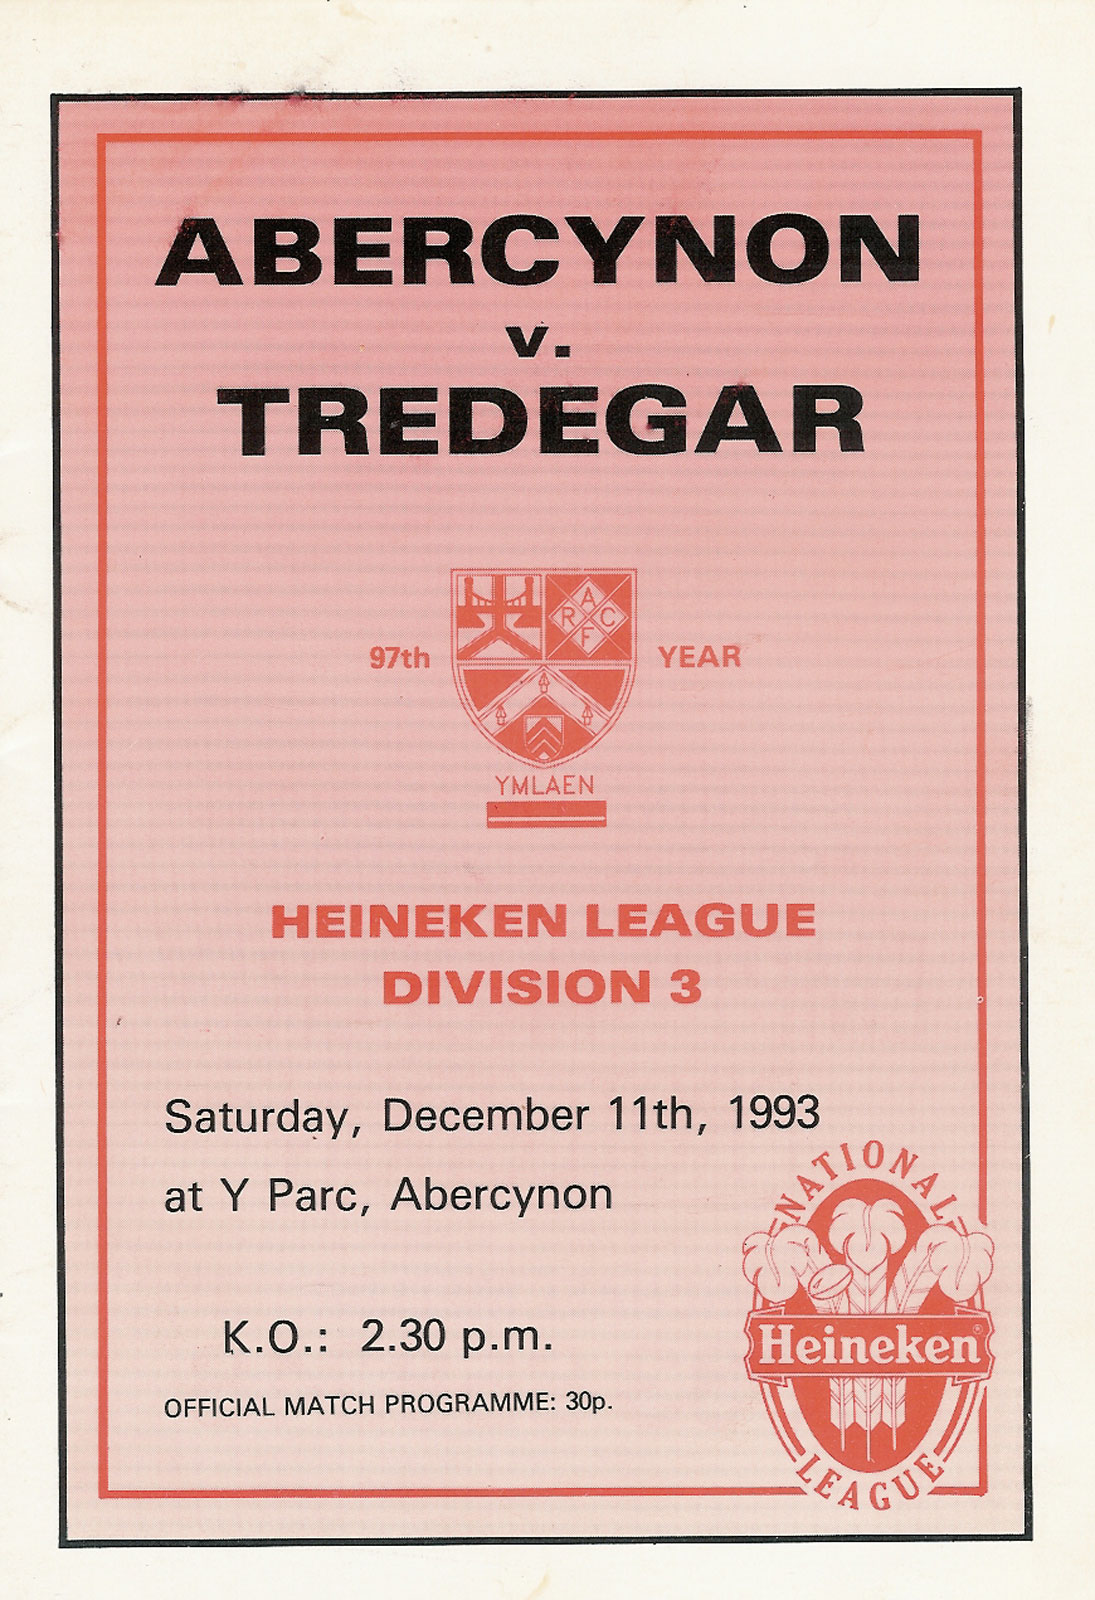 ABERCYNON
v.
TREDEGAR
97th
A
R C
F
YEAR
YMLAEN
HEINEKEN LEAGUE
DIVISION 3
Saturday, December 11th, 1993
at Y Parc, Abercynon
K.O.: 2.30 p.m.
OFFICIAL MATCH PROGRAMME: 30p.
NATIONAL
Heineken®
LEAGUE